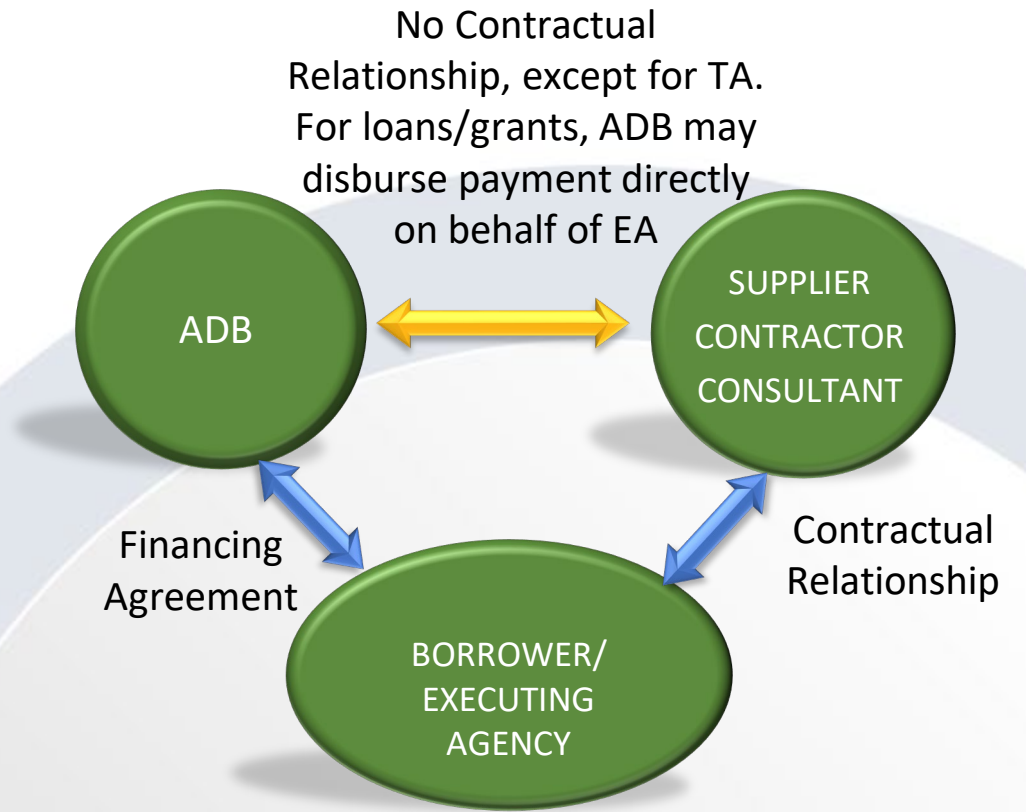 No Contractual
Relationship, except for TA.
For loans/grants, ADB may
disburse payment directly
on behalf of EA
ADB
SUPPLIER
CONTRACTOR
CONSULTANT
Financing
Agreement
Contractual
Relationship
BORROWER/
EXECUTING
AGENCY